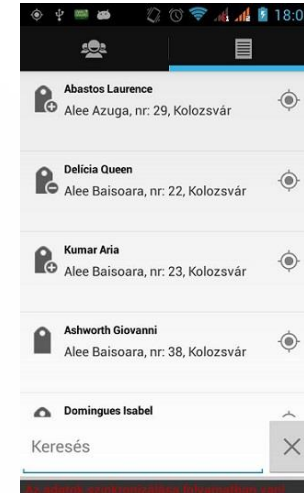 18:0
Abastos Laurence
Alee Azuga, nr: 29, Kolozsvár
Delícia Queen
Alee Baisoara, nr: 22, Kolozsvár
Kumar Aria
Alee Baisoara, nr: 23, Kolozsvár
Ashworth Giovanni
Alee Baisoara, nr: 38, Kolozsvár
Domingues Isabel
Keresés